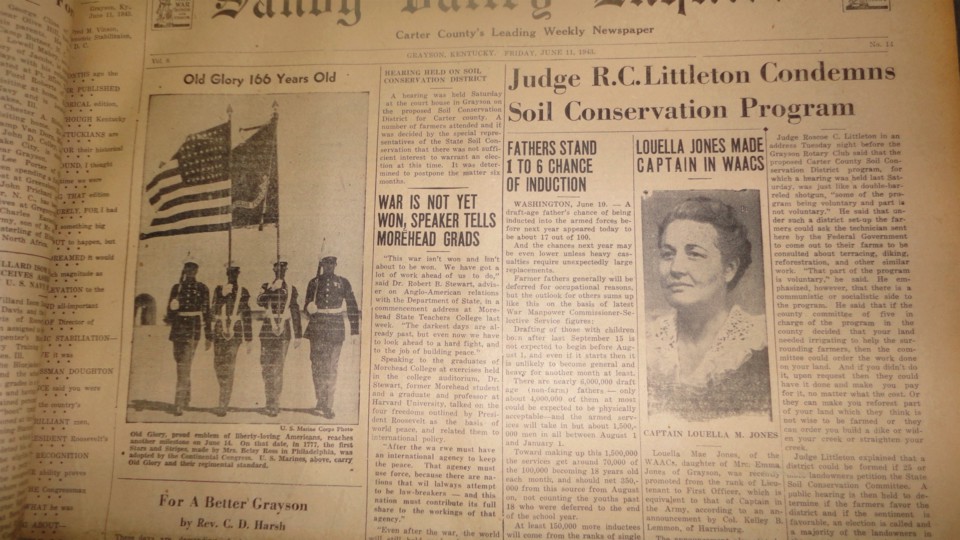 Carter County's Leading Weekly Newspaper
GRAYSON, KENTUCKY, FRIDAY, JUNE 11, 1943.
Old Glory 166 Years Old
U. S. Marine Corps Photo
Old Glory, proud emblem of liberty-loving Americans, reaches
another milestone on June 14. On that date, in 1777, the first
Stars and Stripes, made by Mrs. Betsy Ross in Philadelphia, was
adopted by the Continental Congress. U. S. Marines, above, carry
Old Glory and their regimental standard.
For A Better Grayson
by Rev. C. D. Harsh
HEARING HELD ON SOIL
CONSERVATION DISTRICT
A hearing was held Saturday
at the court house in Grayson on
the proposed Soil Conservation
District for Carter county. A
number of farmers attended and it
was decided by the special repre-
sentatives of the State Soil Con-
servation that there was not suffi-
cient interest to warrant an elec-
tion at this time. It was deter-
mined to postpone the matter six
months.
WAR IS NOT YET
WON, SPEAKER TELLS
MOREHEAD GRADS
"This war isn't won and isn't
about to be won. We have got a
lot of work ahead of us to do,"
said Dr. Robert B. Stewart, advis-
er on Anglo-American relations
with the Department of State, in a
commencement address at More-
head State Teachers College last
week. "The darkest days are al-
ready past, but even now we have
to look ahead to a hard fight, and
to the job of building peace."
Speaking to the graduates of
Morehead College at exercises held
in the college auditorium, Dr.
Stewart, former Morehead student
and a graduate and professor at
Harvard University, talked on the
four freedoms outlined by Presi-
dent Roosevelt as the basis of
world peace, and related them to
international policy.
"After the war we must have
an international agency to keep
the peace. That agency must
use force, because there are na-
tions that will always attempt
to be law-breakers — and this
nation must contribute its full
share to the workings of that
agency."
"Even after the war, the world
Judge R.C.Littleton Condemns
Soil Conservation Program
FATHERS STAND
1 TO 6 CHANCE
OF INDUCTION
WASHINGTON, June 10. — A
draft-age father's chance of being
inducted into the armed forces be-
fore next year appeared today to
be about 17 out of 100.
And the chances next year may
be even lower unless heavy cas-
ualties require unexpectedly large
replacements.
Farmer fathers generally will be
deferred for occupational reasons,
but the outlook for others sums up
like this on the basis of latest
War Manpower Commission-Se-
lective Service figures:
Drafting of those with children
born after last September 15 is
not expected to begin before Aug-
ust 1, and even if it starts then it
is unlikely to become general and
heavy for another month at least.
There are nearly 6,000,000 draft
age (non-farm) fathers — only
about 4,000,000 of them at most
could be expected to be physically
acceptable—and the armed serv-
ices will take in but about 1,500,-
000 men in all between August 1
and January 1.
Toward making up this 1,500,000
the services get around 70,000 of
the 100,000 becoming 18 years old
each month, and should net 350,-
000 from this source from August
on, not counting the youths past
18 who were deferred to the end
of the school year.
At least 150,000 more inductees
will come from the ranks of single
LOUELLA JONES MADE
CAPTAIN IN WAACS
CAPTAIN LOUELLA M. JONES
Louella Mae Jones, of the
WAACs, daughter of Mrs. Emma
Jones, of Grayson, was recently
promoted from the rank of Lieu-
tenant to First Officer, which is
equivalent to that of Captain in
the Army, according to an an-
nouncement by Col. Kelley B.
Lemmon, of Harrisburg.
Judge Roscoe C. Littleton in an
address Tuesday night before the
Grayson Rotary Club said that the
proposed Carter County Soil Con-
servation District program, for
which a hearing was held last Sat-
urday, was just like a double-bar-
reled shotgun, "some of the pro-
gram being voluntary and part is
not voluntary." He said that un-
der such a district set-up the far-
mers could ask the technician sent
here by the Federal Government
to come out to their farms to be
consulted about terracing, diking,
reforestation, and other similar
work. "That part of the program
is voluntary," he said. He em-
phasized, however, that there is a
communistic or socialistic side to
the program. He said that if the
county committee of five in
charge of the program in the
county decided that your land
needed irrigating to help the sur-
rounding farmers, then the com-
mittee could order the work done
on your land. And if you didn't do
it, upon request then they could
have it done and make you pay
for it, no matter what the cost. Or
they can make you reforest part
of your land which they think is
not wise to be farmed or they
can order you build a dike or wid-
en your creek or straighten your
creek.
Judge Littleton explained that a
district could be formed if 25 or
landowners petition the State
Soil Conservation Committee. A
public hearing is then held to de-
termine if the farmers favor the
district and if the sentiment is
favorable, an election is called and
a majority of the landowners in